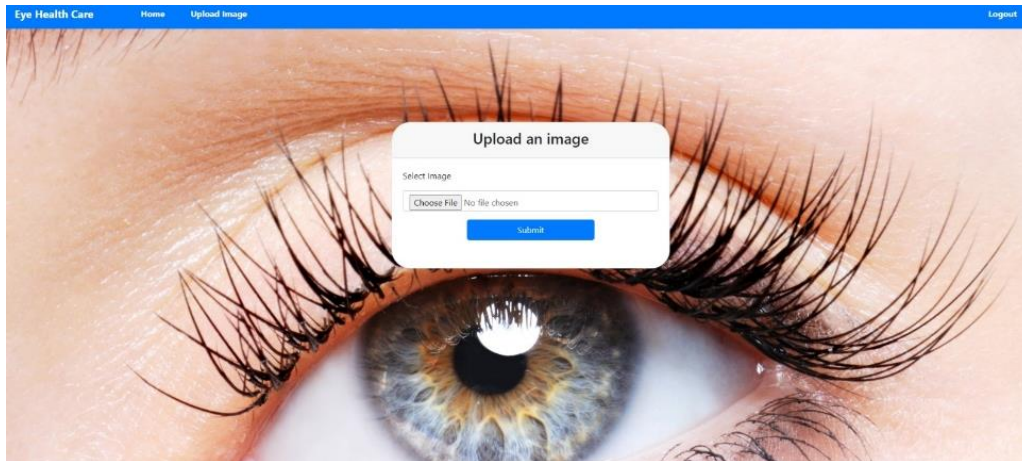 Eye Health Care Home Upload Image Logout
Upload an image
Select Image
Choose File No file chosen
Submit